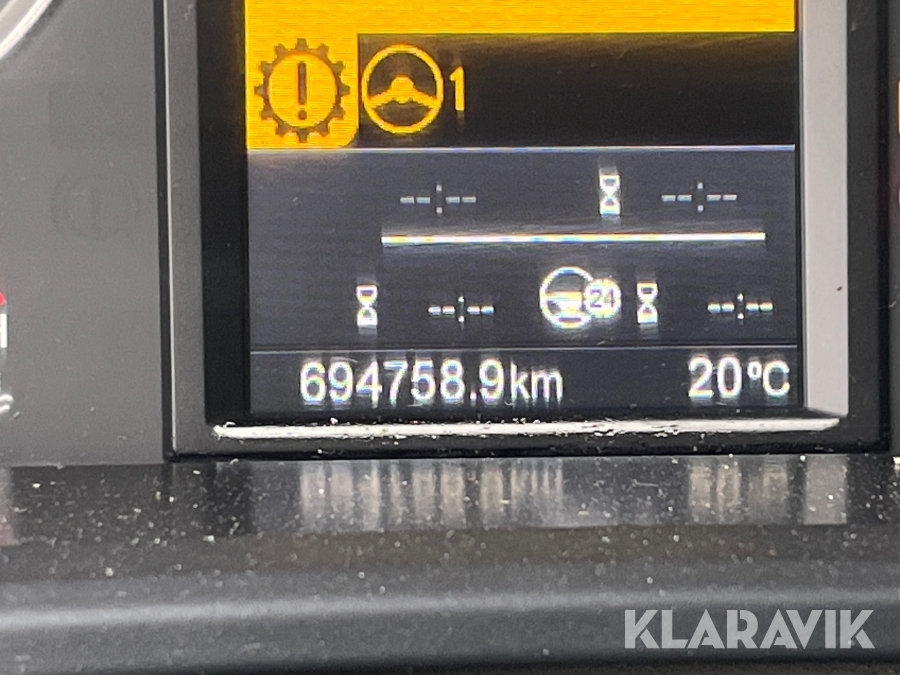 1
--:--
--:--
--:-- 24 --:--
694758.9km 20°C
KLARAVIK